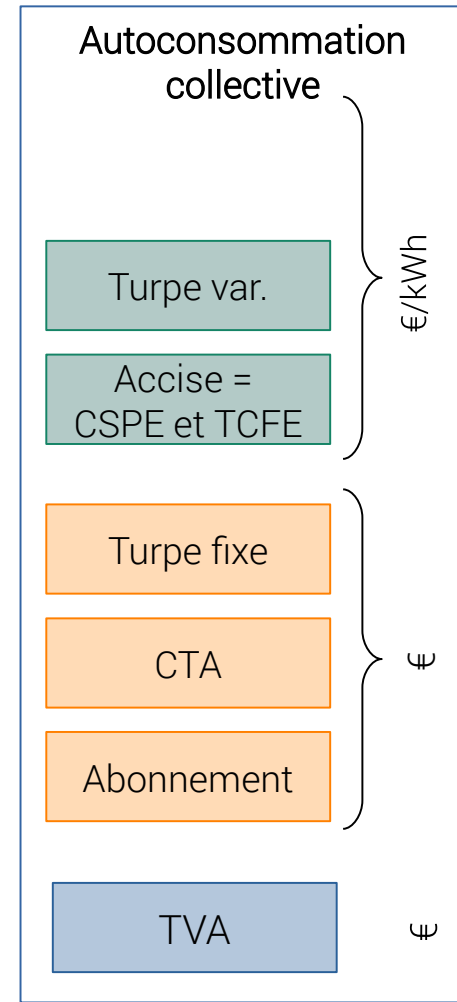 Autoconsommation
collective
Turpe var.
Accise =
CSPE et TCFE
€/kWh
Turpe fixe
CTA
Abonnement
€
TVA
€